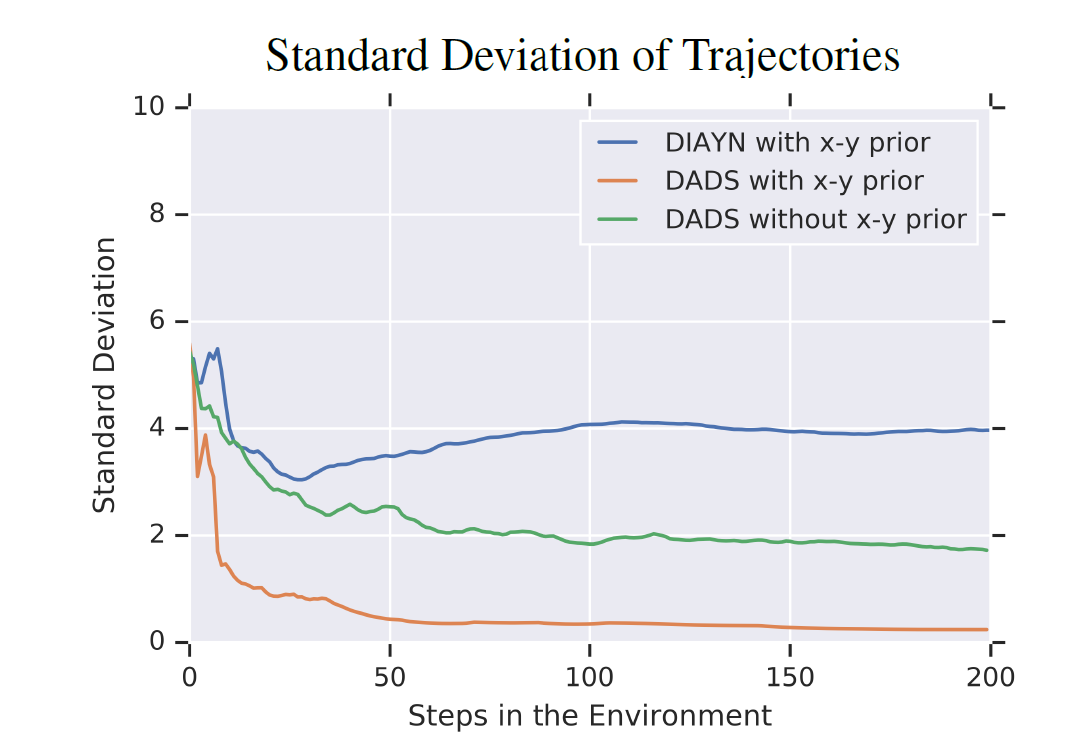 Standard Deviation of Trajectories
10
8
6
4
2
0
Standard Deviation
DIAYN with x-y prior
DADS with x-y prior
DADS without x-y prior
0 50 100 150 200
Steps in the Environment